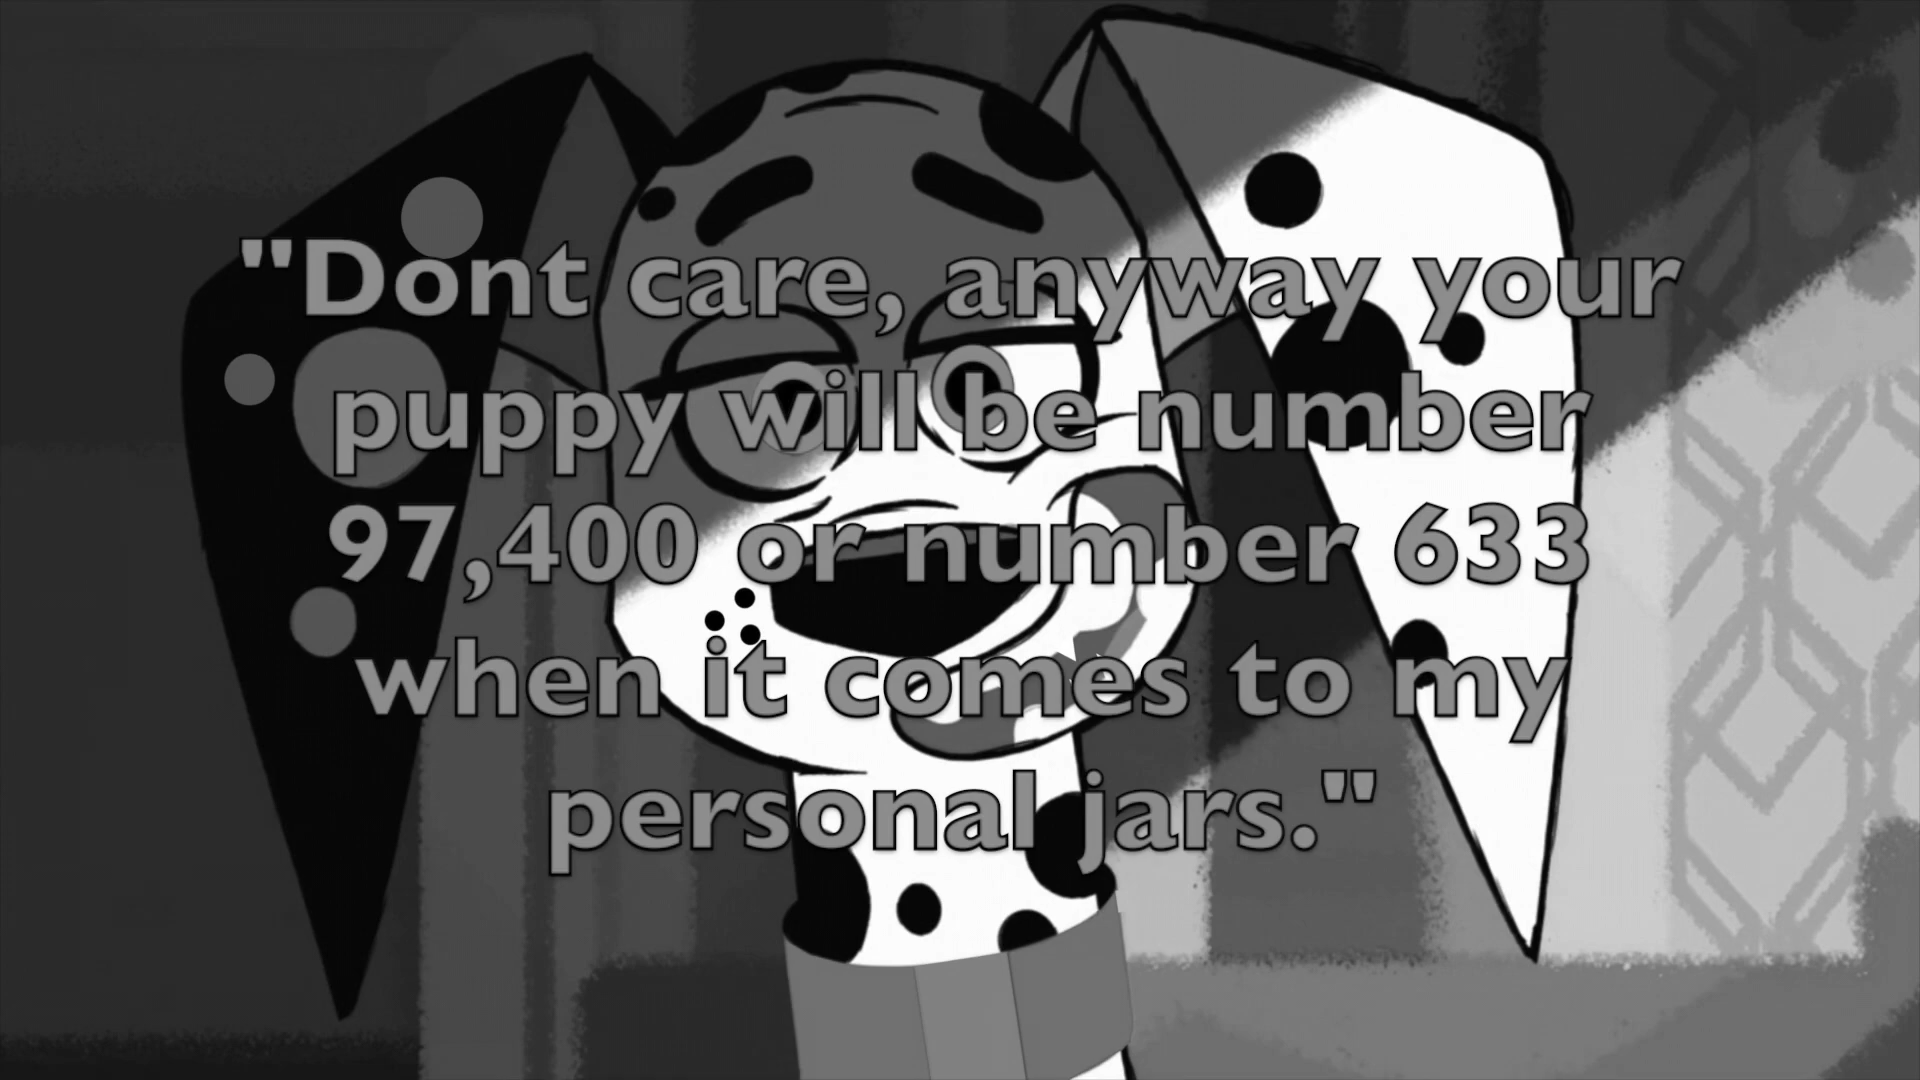 "Dont care, anyway your
puppy will be number
97,400 or number 633
when it comes to my
personal jars."